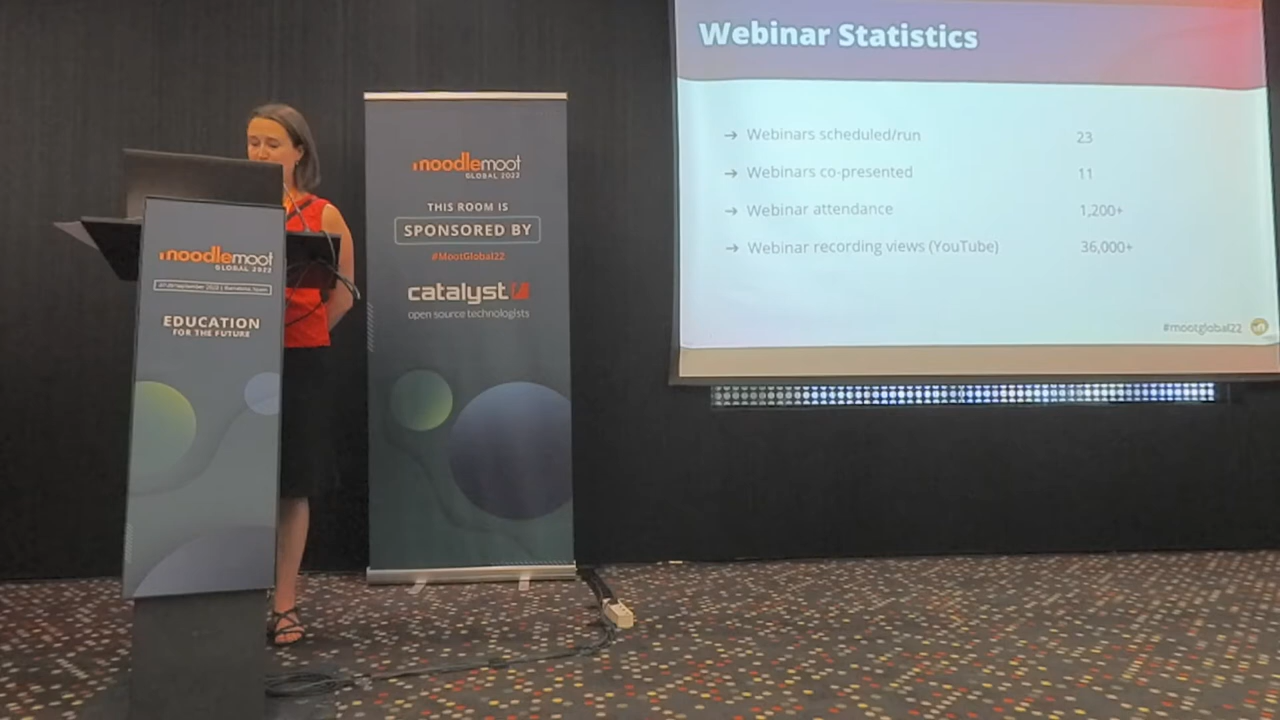 moodlemoot
GLOBAL 2022
EDUCATION
FOR THE FUTURE
moodlemoot
GLOBAL 2022
THIS ROOM IS
SPONSORED BY
#MootGlobal22
catalyst
open source technologists
Webinar Statistics
→ Webinars scheduled/run 23
→ Webinars co-presented 11
→ Webinar attendance 1,200+
→ Webinar recording views (YouTube) 36,000+
#mootglobal22